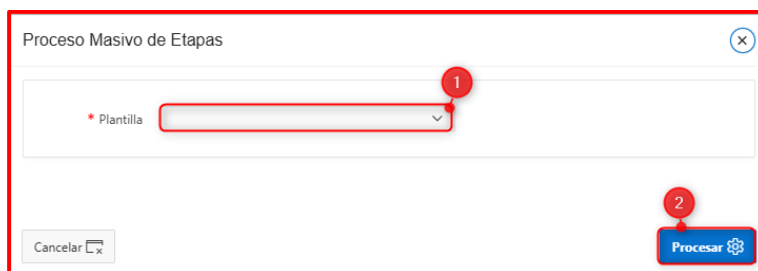 Proceso Masivo de Etapas
1
* Plantilla
2
Cancelar
Procesar